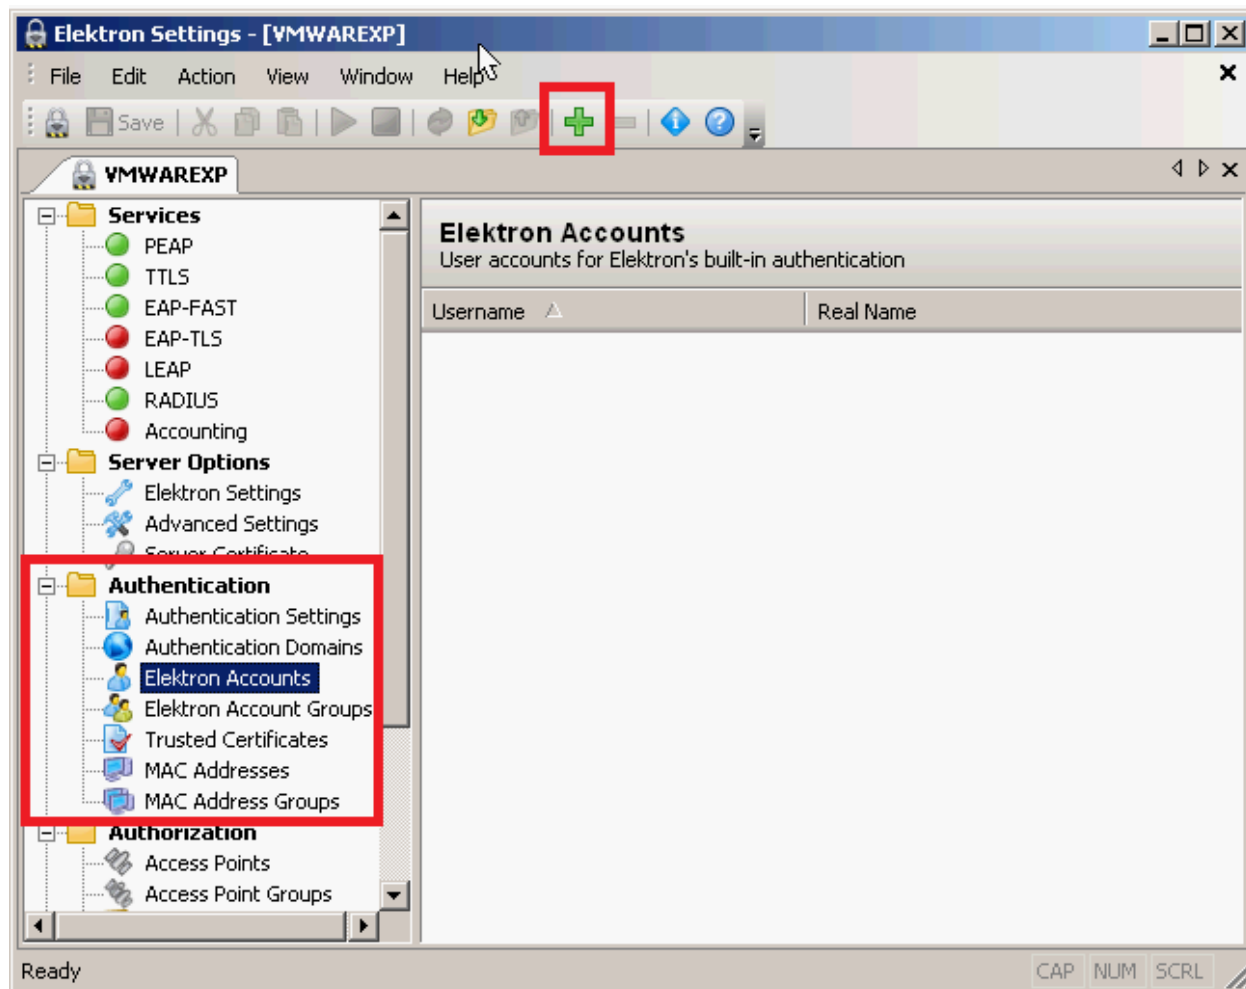 Elektron Settings - [VMWAREXP]
File Edit Action View Window Help
Save
VMWAREXP
Services
PEAP
TTLS
EAP-FAST
EAP-TLS
LEAP
RADIUS
Accounting
Server Options
Elektron Settings
Advanced Settings
Server Certificate
Authentication
Authentication Settings
Authentication Domains
Elektron Accounts
Elektron Account Groups
Trusted Certificates
MAC Addresses
MAC Address Groups
Authorization
Access Points
Access Point Groups
Elektron Accounts
User accounts for Elektron's built-in authentication
Username Real Name
Ready CAP NUM SCRL